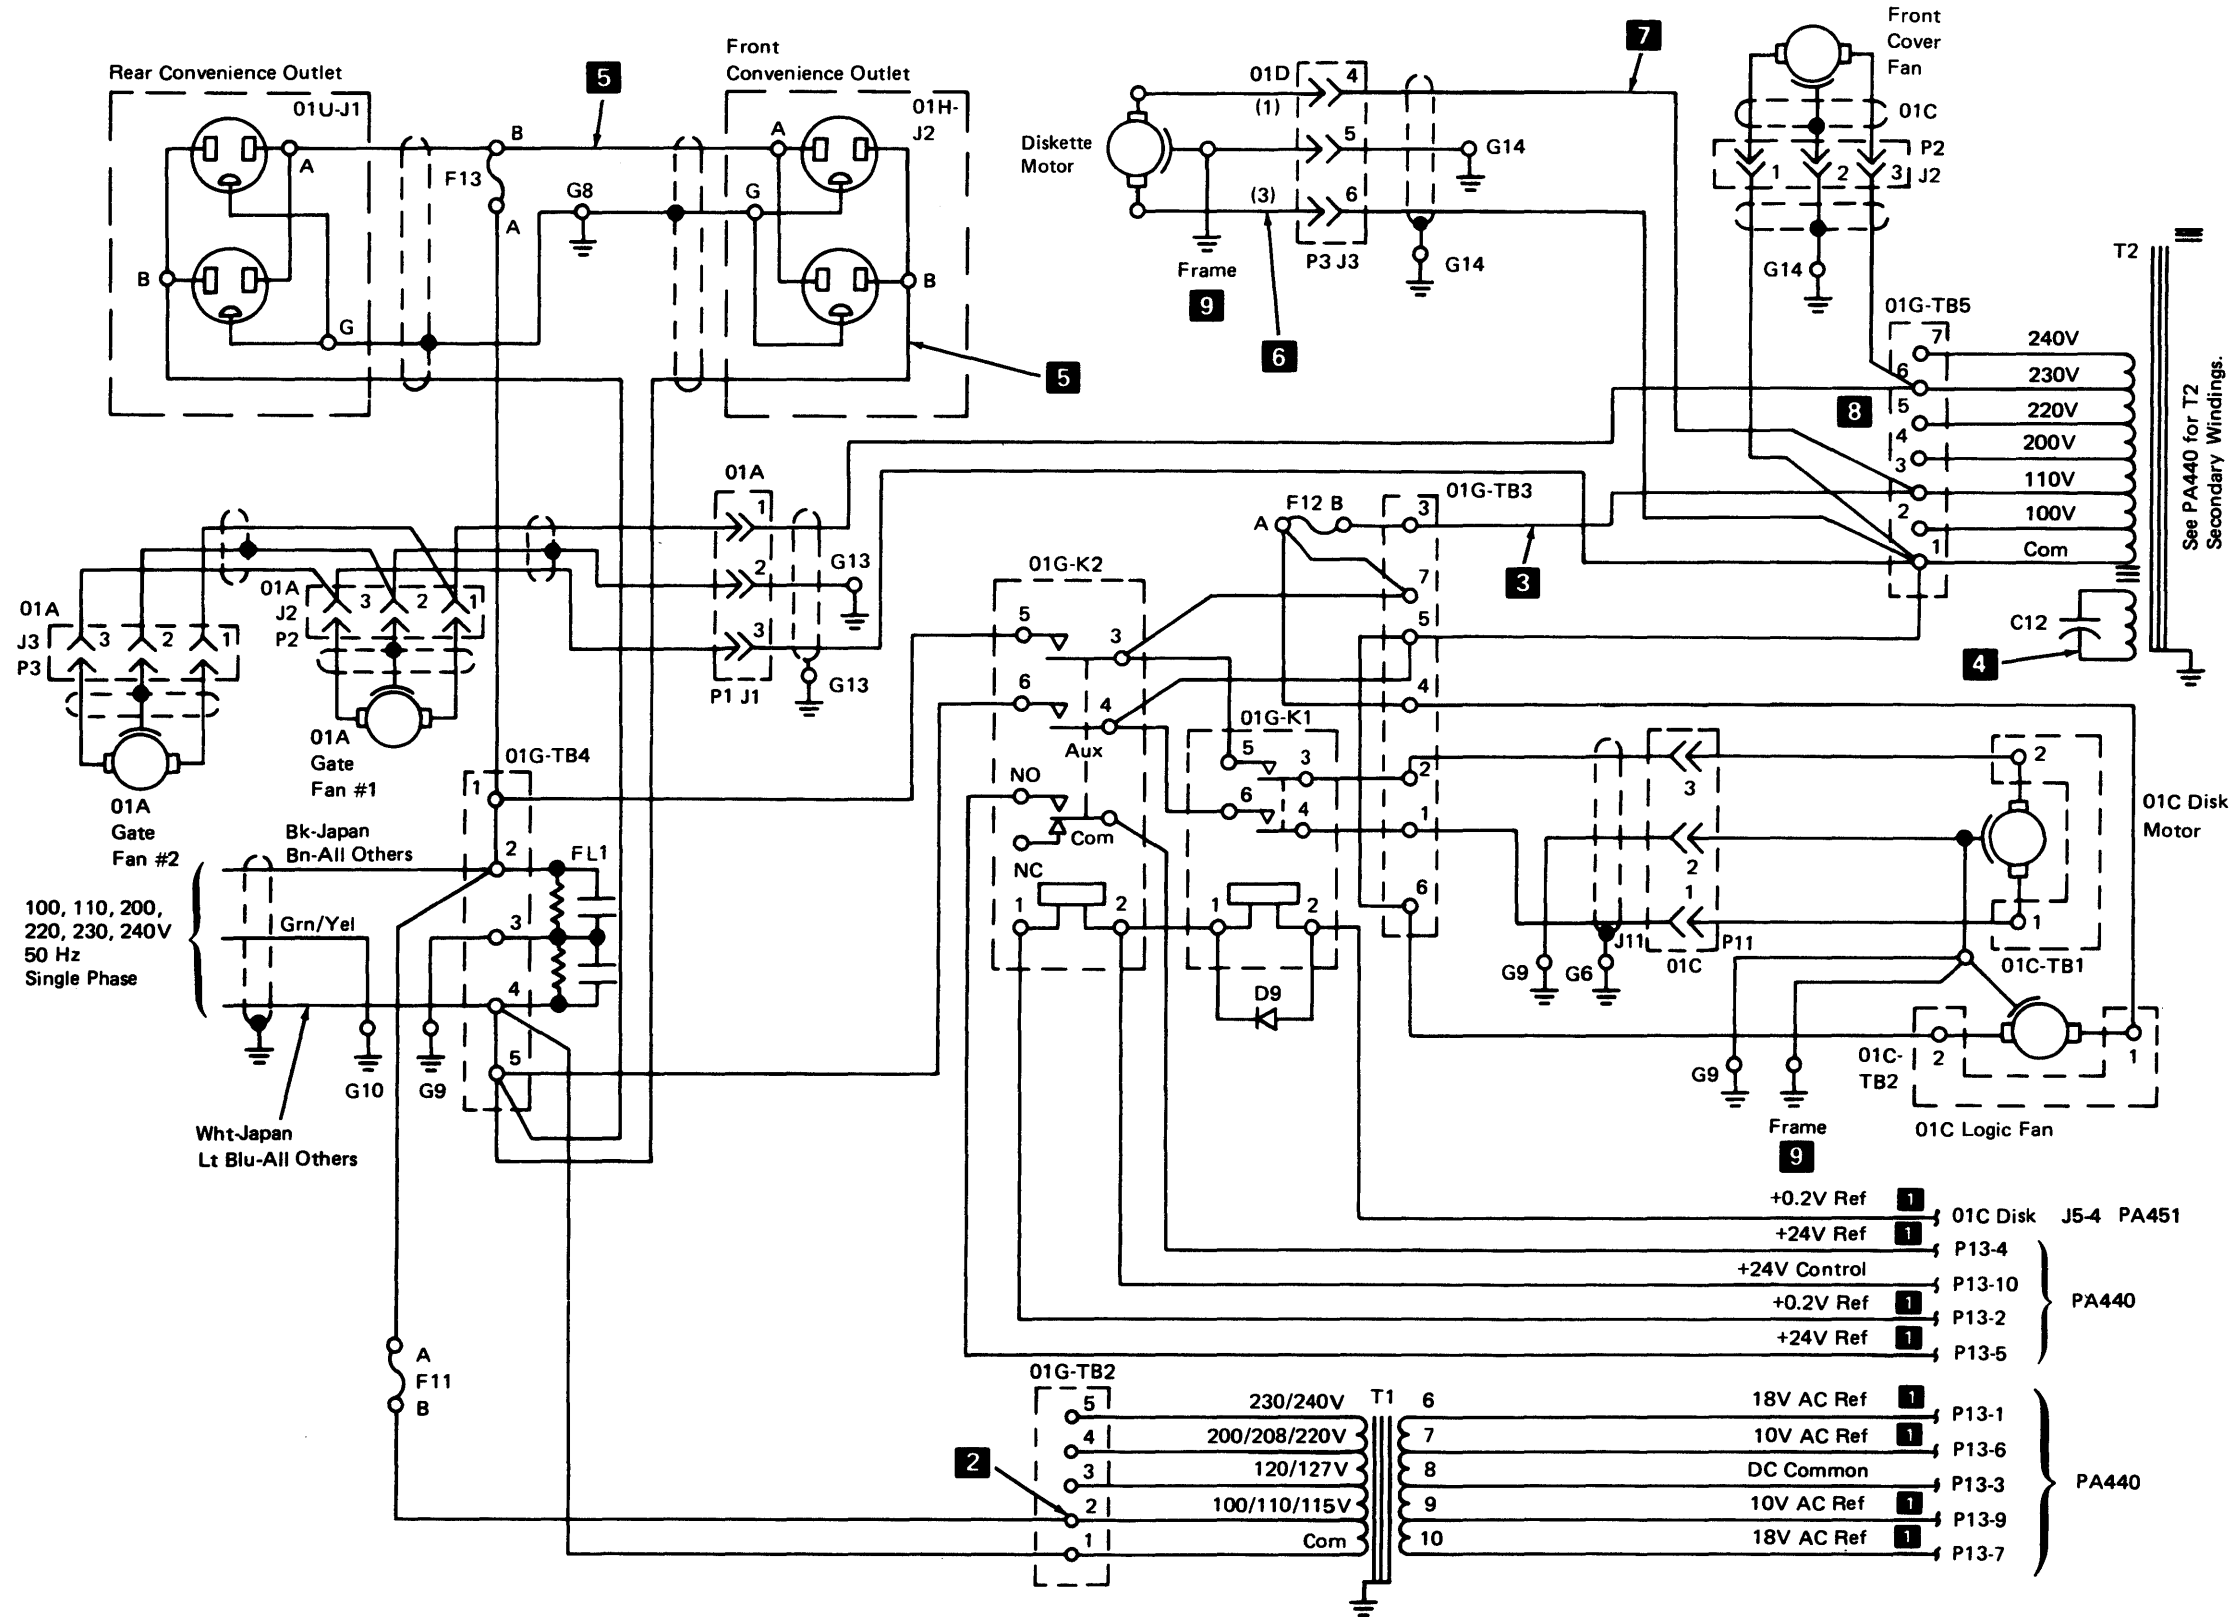 Rear Convenience Outlet
01U-J1
A
B
G
5
B
F13
A
G8
Front
Convenience Outlet
01H-
J2
A
G
B
5
Diskette
Motor
01D
(1)
4
5
(3)
6
P3 J3
Frame
9
6
G14
G14
7
Front
Cover
Fan
01C
P2
J2
1
2
3
G14
T2
See PA440 for T2
Secondary Windings.
01G-TB5
7
240V
6
230V
8
5
220V
4
200V
3
110V
2
100V
1
Com
C12
4
01A
1
2
3
P1 J1
G13
G13
01A
J2
P2
3
2
1
01A
Gate
Fan #1
01A
J3
P3
3
2
1
01A
Gate
Fan #2
01G-TB4
1
2
3
4
5
Bk-Japan
Bn-All Others
FL1
100, 110, 200,
220, 230, 240V
50 Hz
Single Phase
Grn/Yel
G10
G9
Wht-Japan
Lt Blu-All Others
A
F11
B
01G-K2
5
3
6
4
Aux
NO
Com
NC
1
2
01G-K1
5
3
6
4
1
2
D9
A
F12 B
01G-TB3
3
7
5
4
2
1
6
3
J11
P11
01C
3
2
1
G9
G6
2
1
01C-TB1
01C Disk
Motor
G9
Frame
9
01C-
TB2
2
1
01C Logic Fan
+0.2V Ref
1
01C Disk
J5-4
PA451
+24V Ref
1
P13-4
+24V Control
P13-10
+0.2V Ref
1
P13-2
+24V Ref
1
P13-5
PA440
01G-TB2
5
230/240V
4
200/208/220V
3
120/127V
2
2
100/110/115V
1
Com
T1
6
18V AC Ref
1
P13-1
7
10V AC Ref
1
P13-6
8
DC Common
P13-3
9
10V AC Ref
1
P13-9
10
18V AC Ref
1
P13-7
PA440